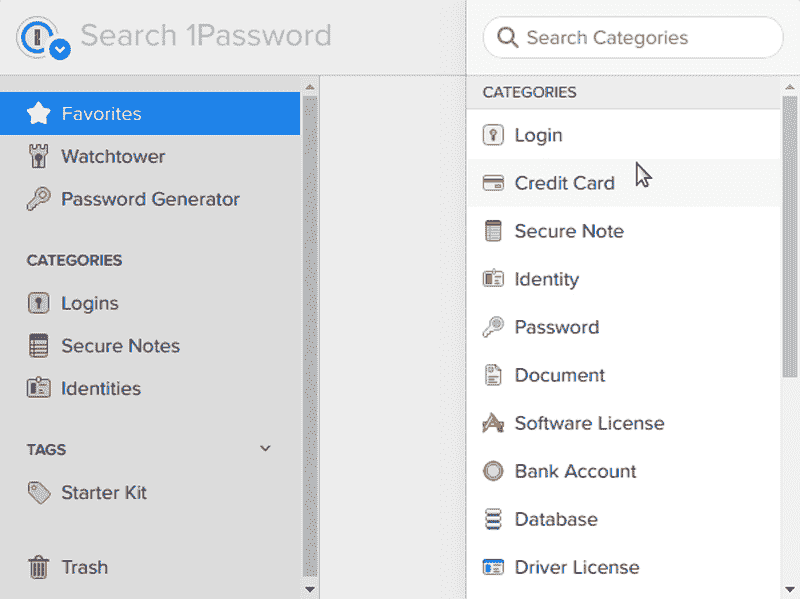 Search 1Password
Favorites
Watchtower
Password Generator
CATEGORIES
Logins
Secure Notes
Identities
TAGS
Starter Kit
Trash
Search Categories
CATEGORIES
Login
Credit Card
Secure Note
Identity
Password
Document
Software License
Bank Account
Database
Driver License